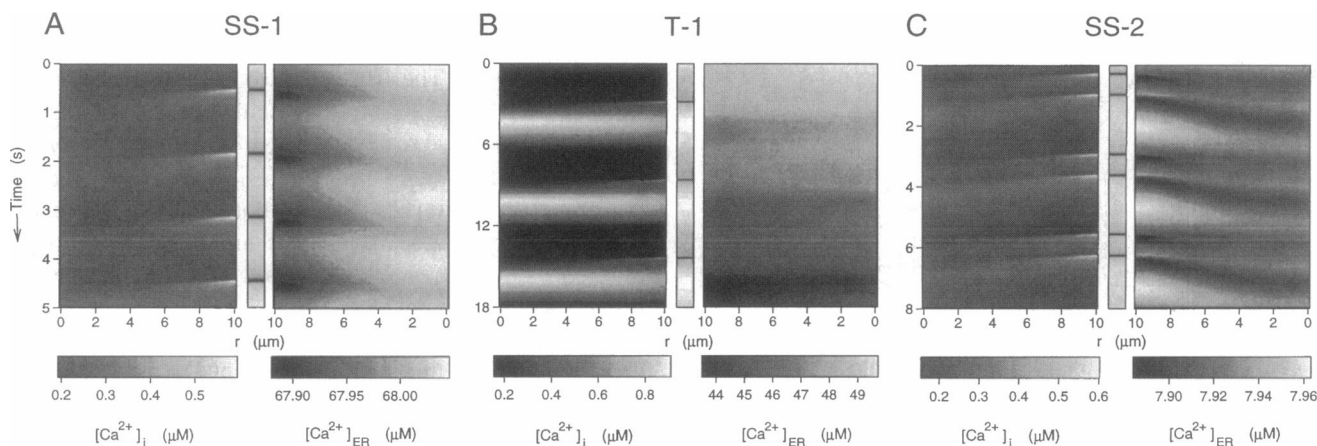 A SS-1
B T-1
C SS-2
← Time (s)
0
1
2
3
4
5
0 2 4 6 8 10
10 8 6 4 2 0
r (μm)
0.2 0.4 0.5
67.90 67.95 68.00
[Ca2+]i (μM)
[Ca2+]ER (μM)
0
6
12
18
0 2 4 6 8 10
10 8 6 4 2 0
r (μm)
0.2 0.4 0.6 0.8
44 45 46 47 48 49
[Ca2+]i (μM)
[Ca2+]ER (μM)
0
2
4
6
8
0 2 4 6 8 10
10 8 6 4 2 0
r (μm)
0.2 0.3 0.4 0.5 0.6
7.90 7.92 7.94 7.96
[Ca2+]i (μM)
[Ca2+]ER (μM)